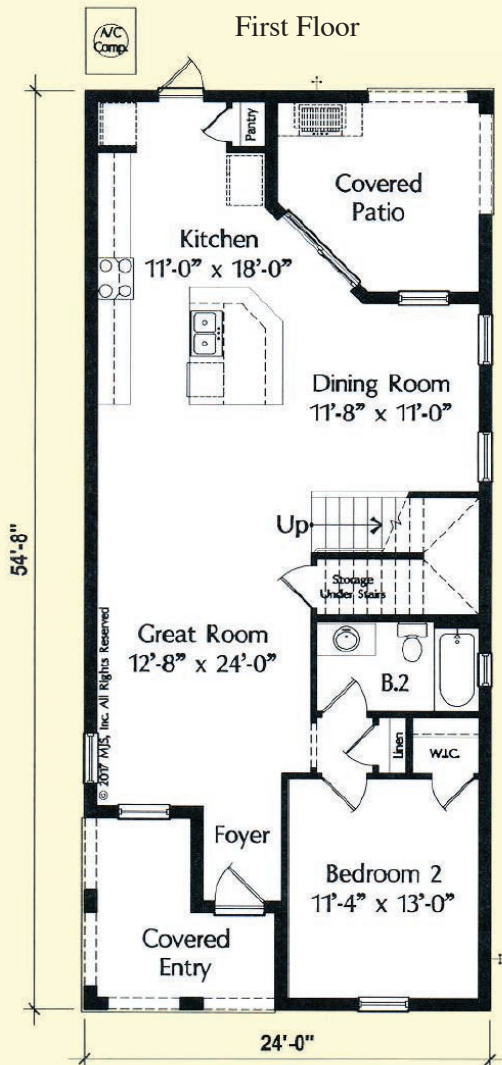 First Floor
A/C
Comp.
Pantry
Covered
Patio
Kitchen
11'-0" x 18'-0"
Dining Room
11'-8" x 11'-0"
Up
Storage
Under Stairs
54'-8"
Great Room
12'-8" x 24'-0"
© 2017 MJS, Inc. All Rights Reserved
B.2
Linen
W.I.C.
Foyer
Bedroom 2
11'-4" x 13'-0"
Covered
Entry
24'-0"